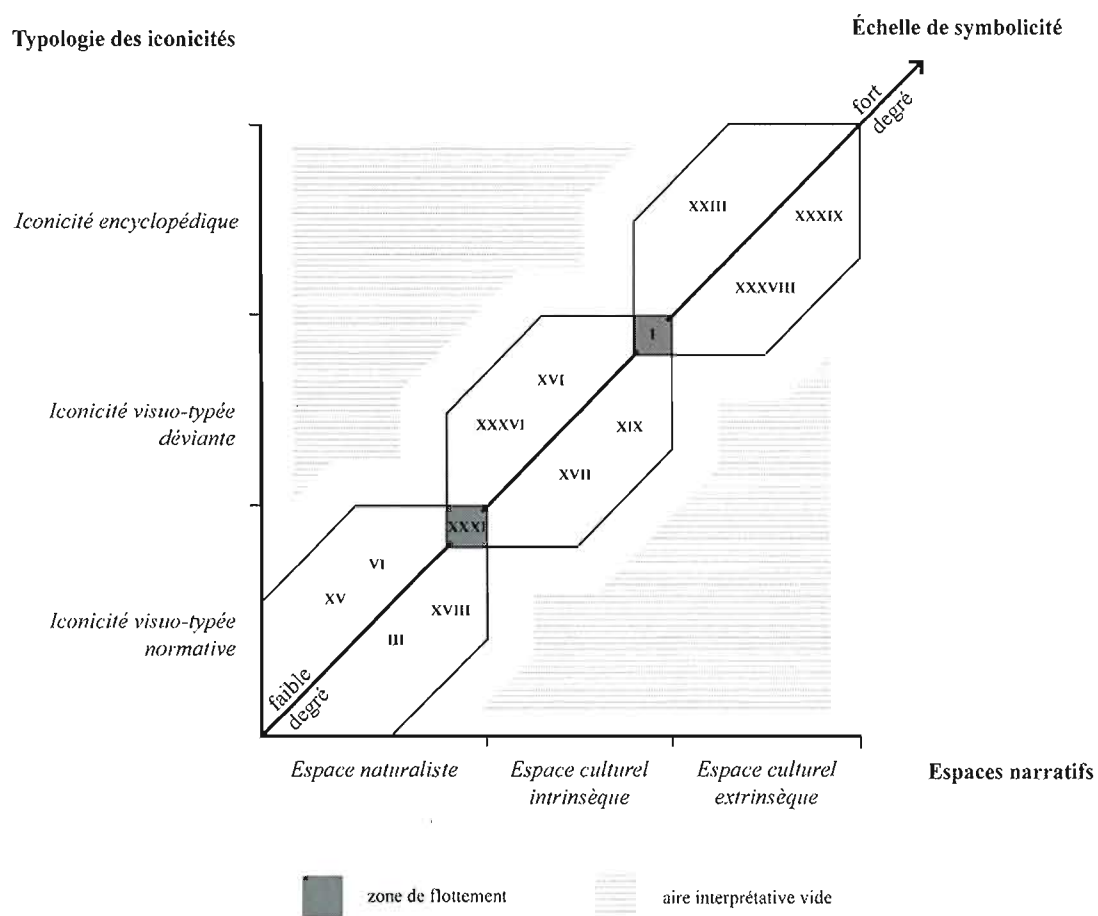 Typologie des iconicités
Échelle de symbolicité
fort
degré
Iconicité encyclopédique
XXIII
XXXIX
XXXVIII
I
Iconicité visuo-typée
déviante
XVI
XXXVI
XIX
XVII
XXXI
Iconicité visuo-typée
normative
VI
XV
XVIII
III
faible
degré
Espace naturaliste
Espace culturel
intrinsèque
Espace culturel
extrinsèque
Espaces narratifs
zone de flottement
aire interprétative vide